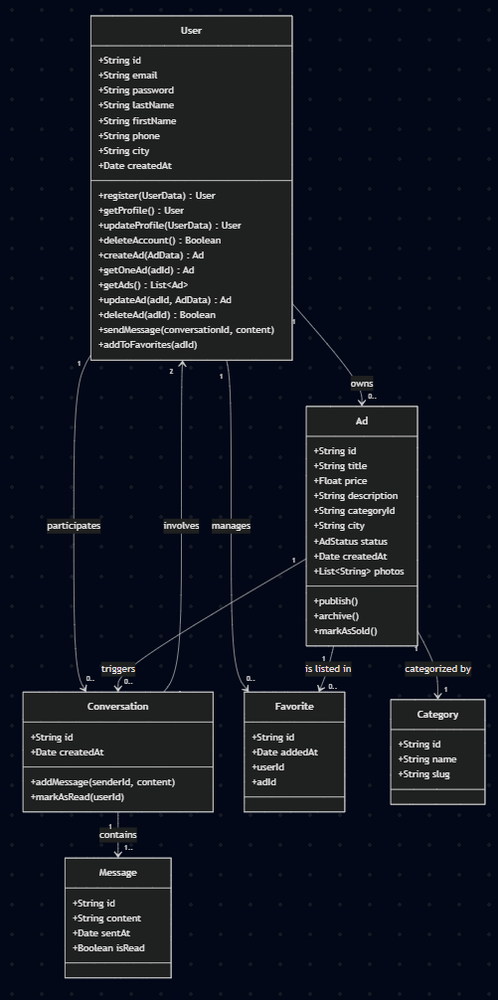 User
+String id
+String email
+String password
+String lastName
+String firstName
+String phone
+String city
+Date createdAt
+register(UserData) : User
+getProfile() : User
+updateProfile(UserData) : User
+deleteAccount() : Boolean
+createAd(AdData) : Ad
+getOneAd(adId) : Ad
+getAds() : List<Ad>
+updateAd(adId, AdData) : Ad
+deleteAd(adId) : Boolean
+sendMessage(conversationId, content)
+addToFavorites(adId)
1
2
1
1
owns
0..
Ad
+String id
+String title
+Float price
+String description
+String categoryId
+String city
+AdStatus status
+Date createdAt
+List<String> photos
+publish()
+archive()
+markAsSold()
participates
involves
manages
1
1
1
triggers
is listed in
categorized by
0..
0..
0..
0..
1
Conversation
+String id
+Date createdAt
+addMessage(senderId, content)
+markAsRead(userId)
Favorite
+String id
+Date addedAt
+userId
+adId
Category
+String id
+String name
+String slug
1
contains
1..
Message
+String id
+String content
+Date sentAt
+Boolean isRead